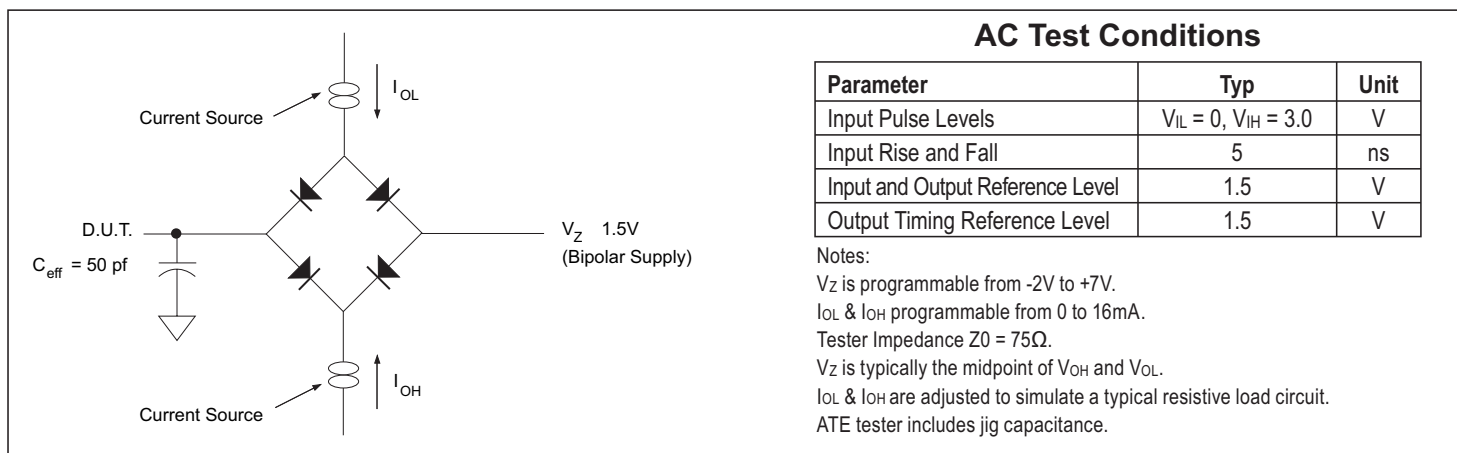 I OL
Current Source
D.U.T.
C eff = 50 pf
V Z 1.5V
(Bipolar Supply)
I OH
Current Source
AC Test Conditions
Parameter Typ Unit
Input Pulse Levels VIL = 0, VIH = 3.0 V
Input Rise and Fall 5 ns
Input and Output Reference Level 1.5 V
Output Timing Reference Level 1.5 V
Notes:
VZ is programmable from -2V to +7V.
IOL & IOH programmable from 0 to 16mA.
Tester Impedance Z0 = 75Ω.
VZ is typically the midpoint of VOH and VOL.
IOL & IOH are adjusted to simulate a typical resistive load circuit.
ATE tester includes jig capacitance.